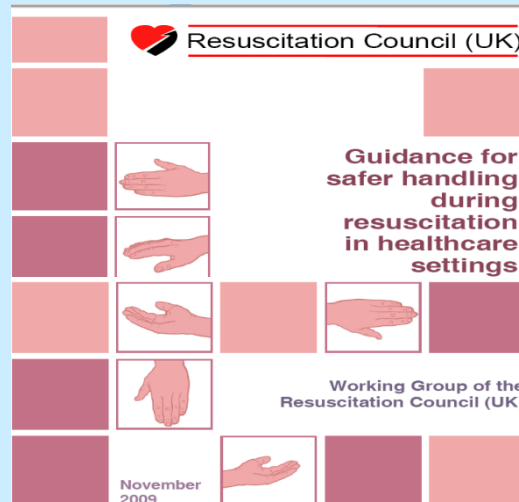 Resuscitation Council (UK)
Guidance for
safer handling
during
resuscitation
in healthcare
settings
Working Group of the
Resuscitation Council (UK
November
2009